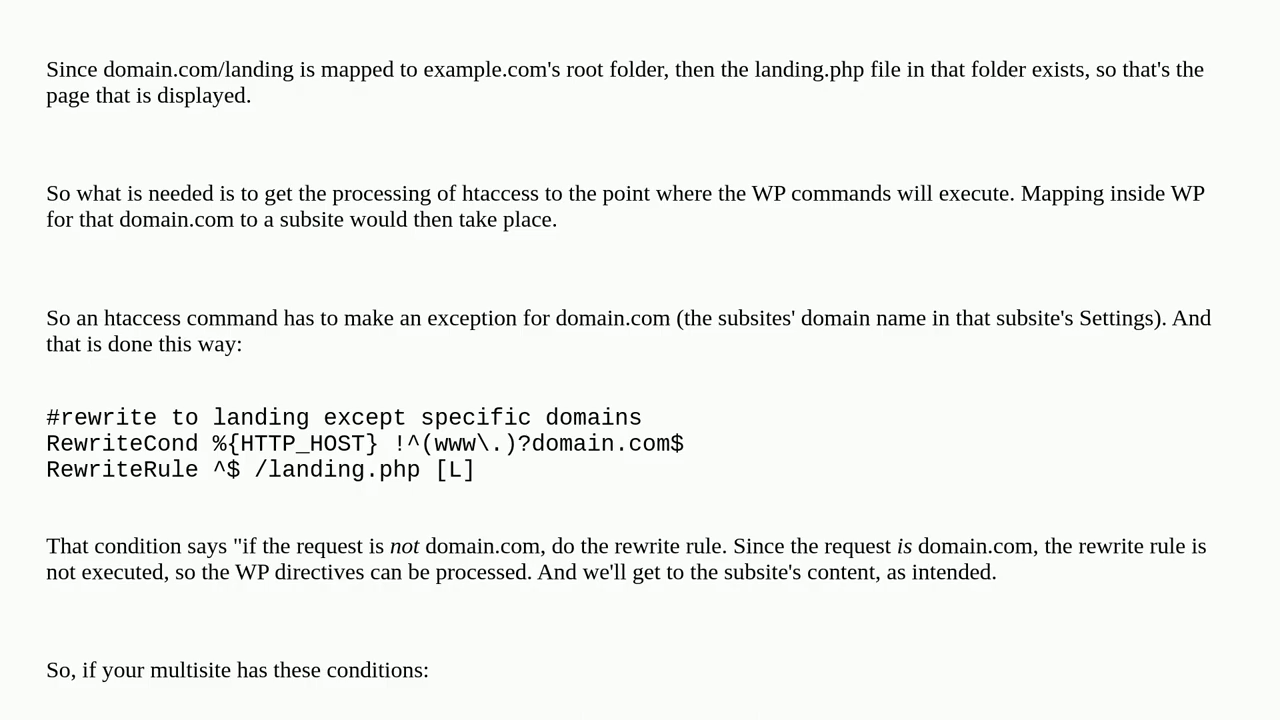 Since domain.com/landing is mapped to example.com's root folder, then the landing.php file in that folder exists, so that's the
page that is displayed.
So what is needed is to get the processing of htaccess to the point where the WP commands will execute. Mapping inside WP
for that domain.com to a subsite would then take place.
So an htaccess command has to make an exception for domain.com (the subsites' domain name in that subsite's Settings). And
that is done this way:
#rewrite to landing except specific domains
RewriteCond %{HTTP_HOST} !^(www\.)?domain.com$
RewriteRule ^$ /landing.php [L]
That condition says "if the request is not domain.com, do the rewrite rule. Since the request is domain.com, the rewrite rule is
not executed, so the WP directives can be processed. And we'll get to the subsite's content, as intended.
So, if your multisite has these conditions: